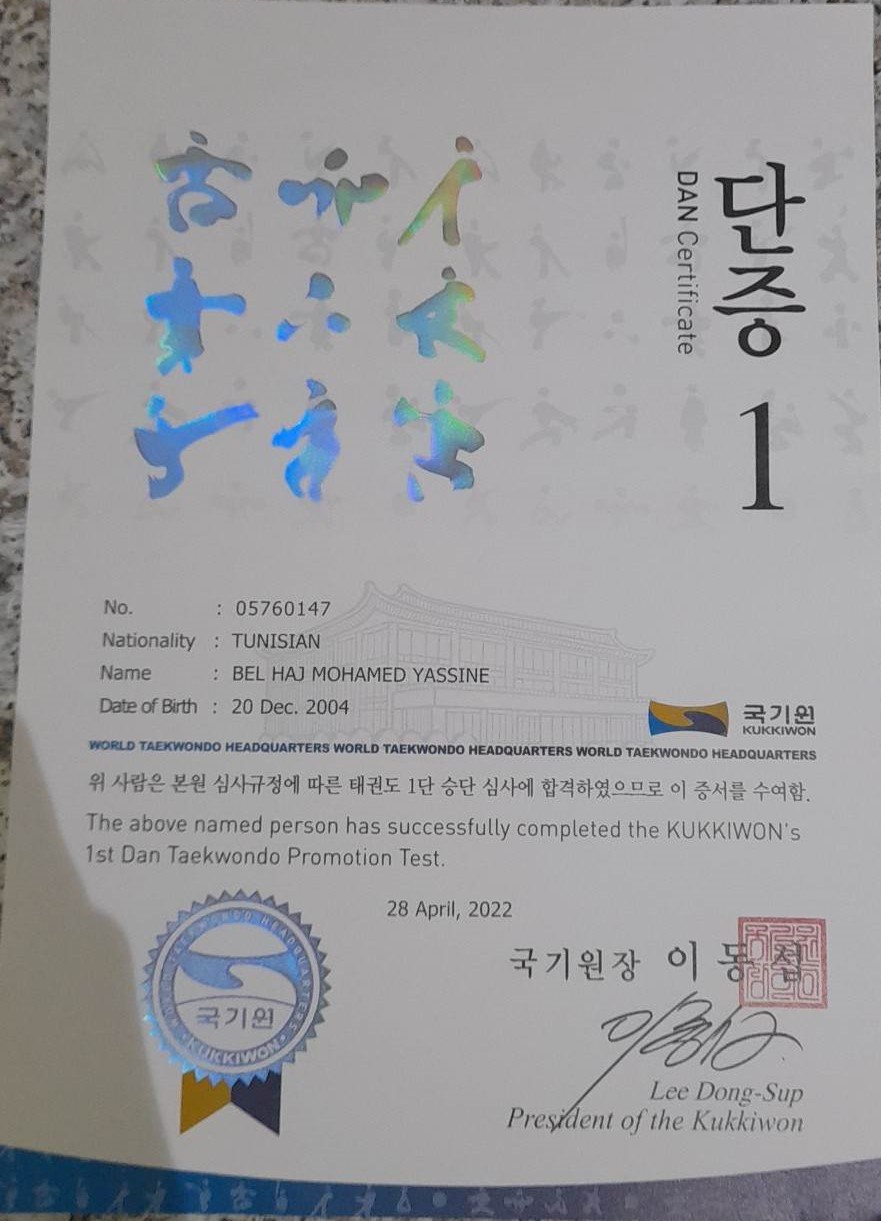 단증 1
DAN Certificate
No. : 05760147
Nationality : TUNISIAN
Name : BEL HAJ MOHAMED YASSINE
Date of Birth : 20 Dec. 2004
국기원
KUKKIWON
WORLD TAEKWONDO HEADQUARTERS WORLD TAEKWONDO HEADQUARTERS WORLD TAEKWONDO HEADQUARTERS
위 사람은 본원 심사규정에 따른 태권도 1단 승단 심사에 합격하였으므로 이 증서를 수여함.
The above named person has successfully completed the KUKKIWON's
1st Dan Taekwondo Promotion Test.
28 April, 2022
국기원장 이 동 섭
WORLD TAEKWONDO HEADQUARTERS
국기원
KUKKIWON
Lee Dong-Sup
President of the Kukkiwon